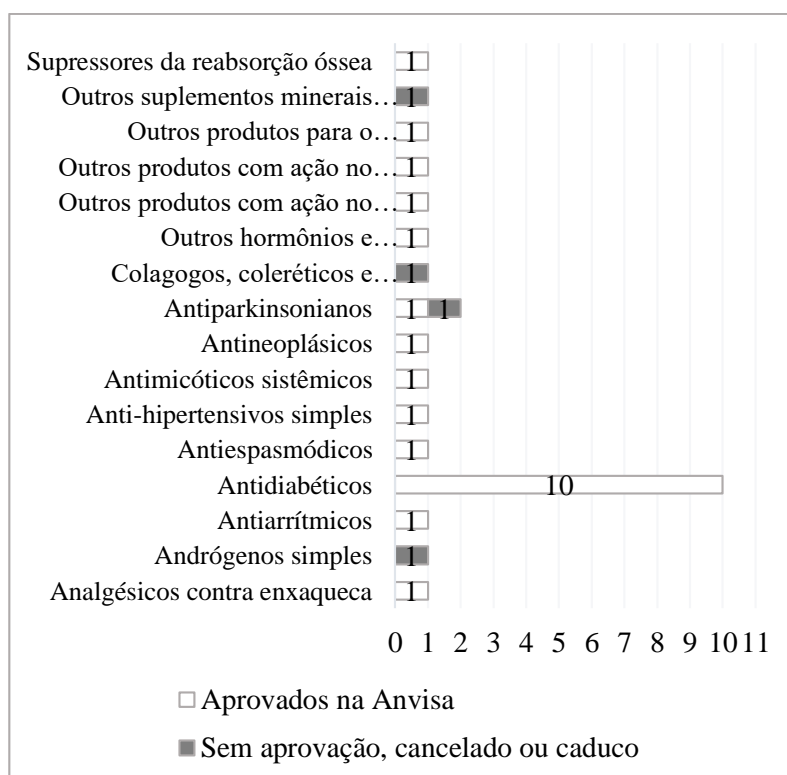 Supressores da reabsorção óssea 1
Outros suplementos minerais… 1
Outros produtos para o… 1
Outros produtos com ação no… 1
Outros produtos com ação no… 1
Outros hormônios e… 1
Colagogos, coleréticos e… 1
Antiparkinsonianos 1 1
Antineoplásicos 1
Antimicóticos sistêmicos 1
Anti-hipertensivos simples 1
Antiespasmódicos 1
Antidiabéticos 10
Antiarrítmicos 1
Andrógenos simples 1
Analgésicos contra enxaqueca 1
0 1 2 3 4 5 6 7 8 9 10 11
Aprovados na Anvisa
Sem aprovação, cancelado ou caduco